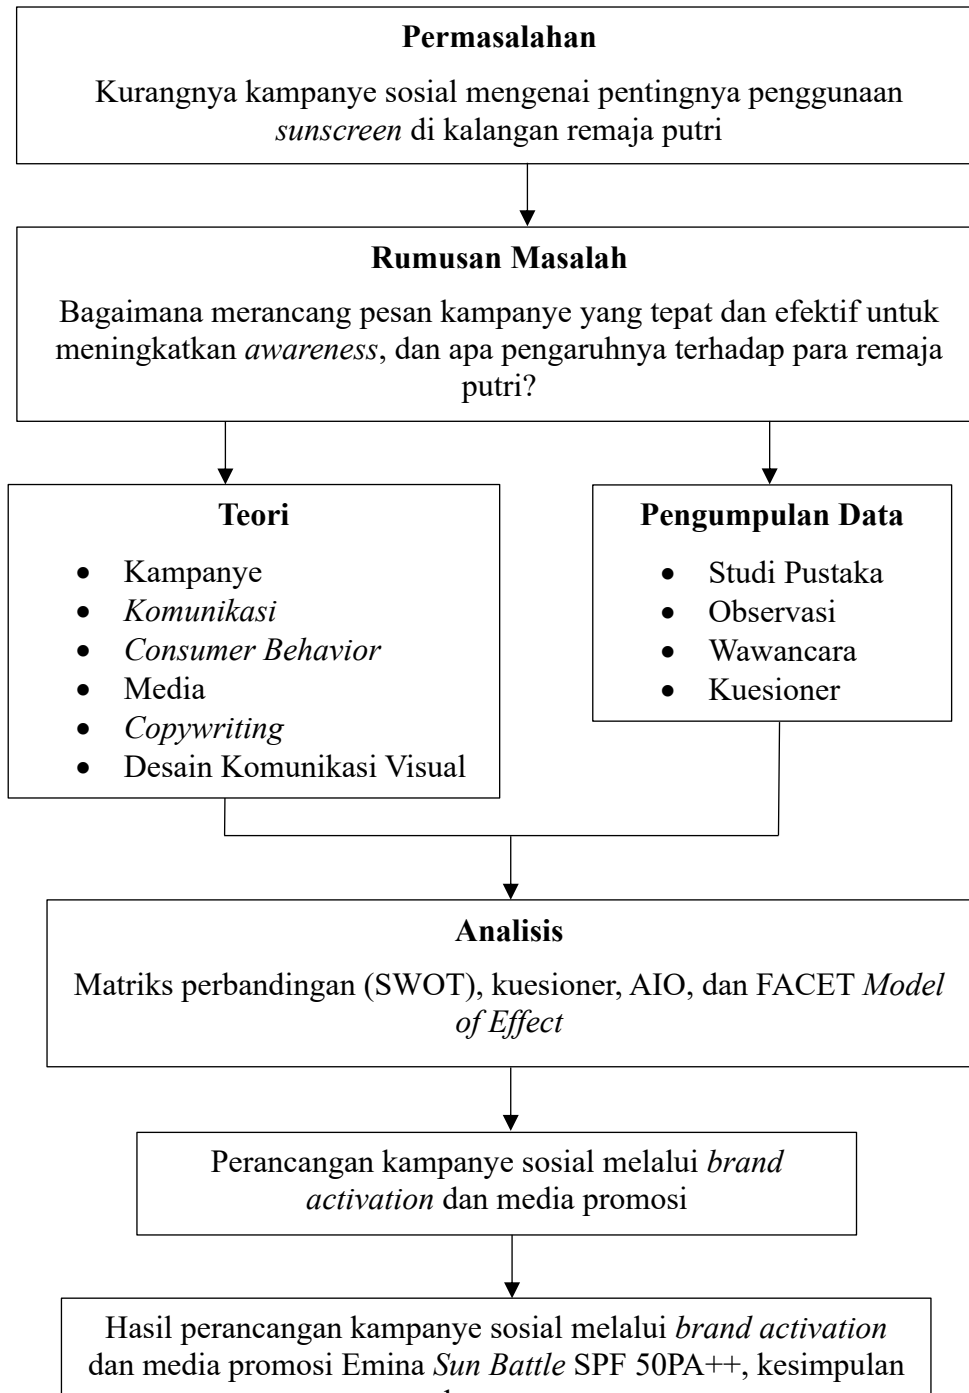 Permasalahan
Kurangnya kampanye sosial mengenai pentingnya penggunaan
sunscreen di kalangan remaja putri
Rumusan Masalah
Bagaimana merancang pesan kampanye yang tepat dan efektif untuk
meningkatkan awareness, dan apa pengaruhnya terhadap para remaja
putri?
Teori
• Kampanye
• Komunikasi
• Consumer Behavior
• Media
• Copywriting
• Desain Komunikasi Visual
Pengumpulan Data
• Studi Pustaka
• Observasi
• Wawancara
• Kuesioner
Analisis
Matriks perbandingan (SWOT), kuesioner, AIO, dan FACET Model
of Effect
Perancangan kampanye sosial melalui brand
activation dan media promosi
Hasil perancangan kampanye sosial melalui brand activation
dan media promosi Emina Sun Battle SPF 50PA++, kesimpulan